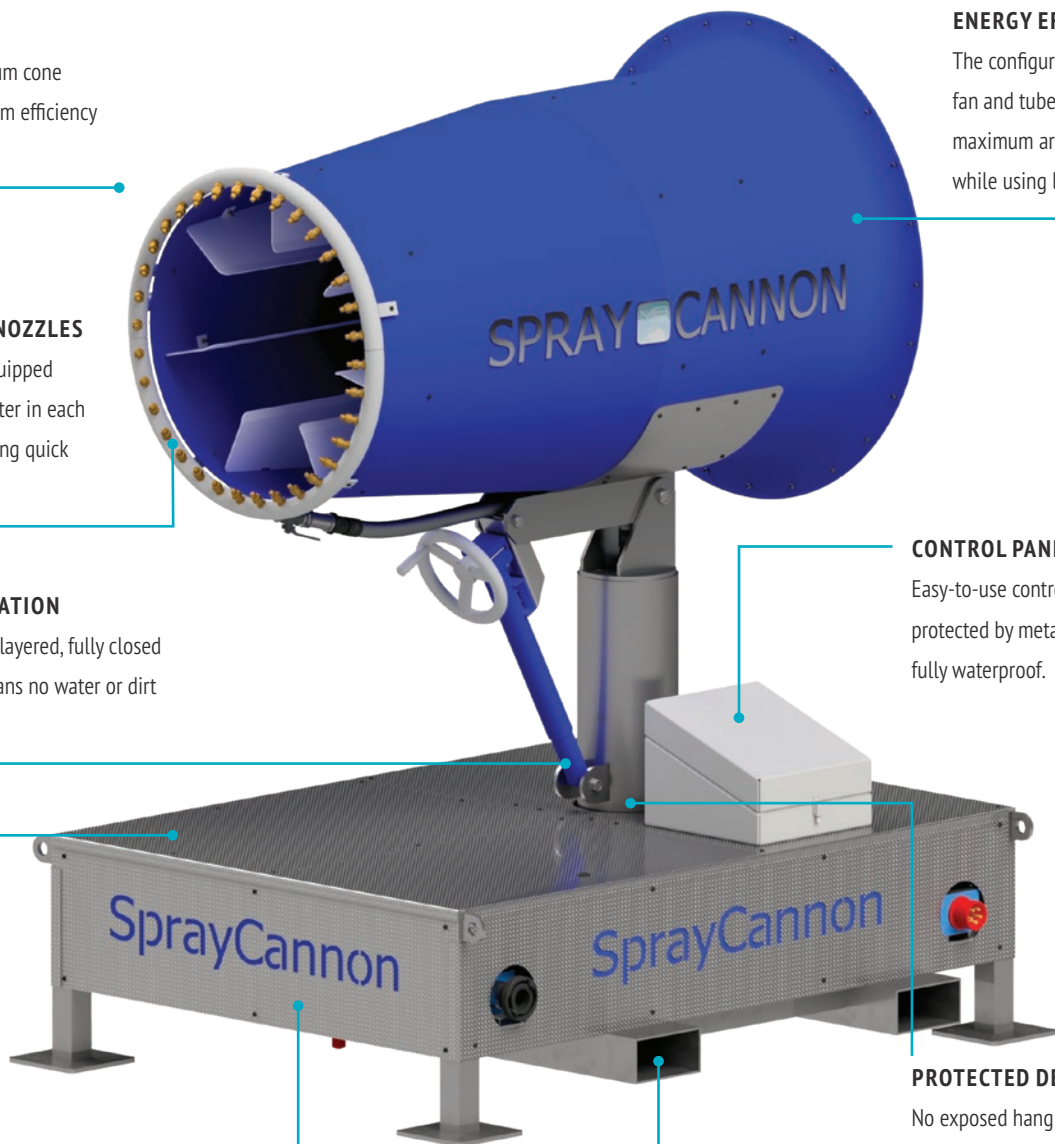 um cone
m efficiency
NOZZLES
uipped
ter in each
ng quick
ATION
layered, fully closed
ans no water or dirt
ENERGY EF
The configur
fan and tube
maximum ar
while using l
SPRAY CANNON
CONTROL PAN
Easy-to-use contro
protected by meta
fully waterproof.
SprayCannon
SprayCannon
PROTECTED DE
No exposed hang